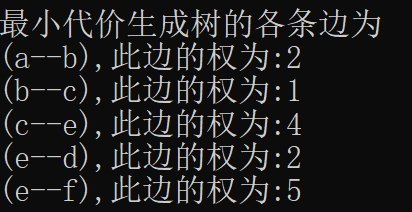 最小代价生成树的各条边为
(a--b),此边的权为:2
(b--c),此边的权为:1
(c--e),此边的权为:4
(e--d),此边的权为:2
(e--f),此边的权为:5